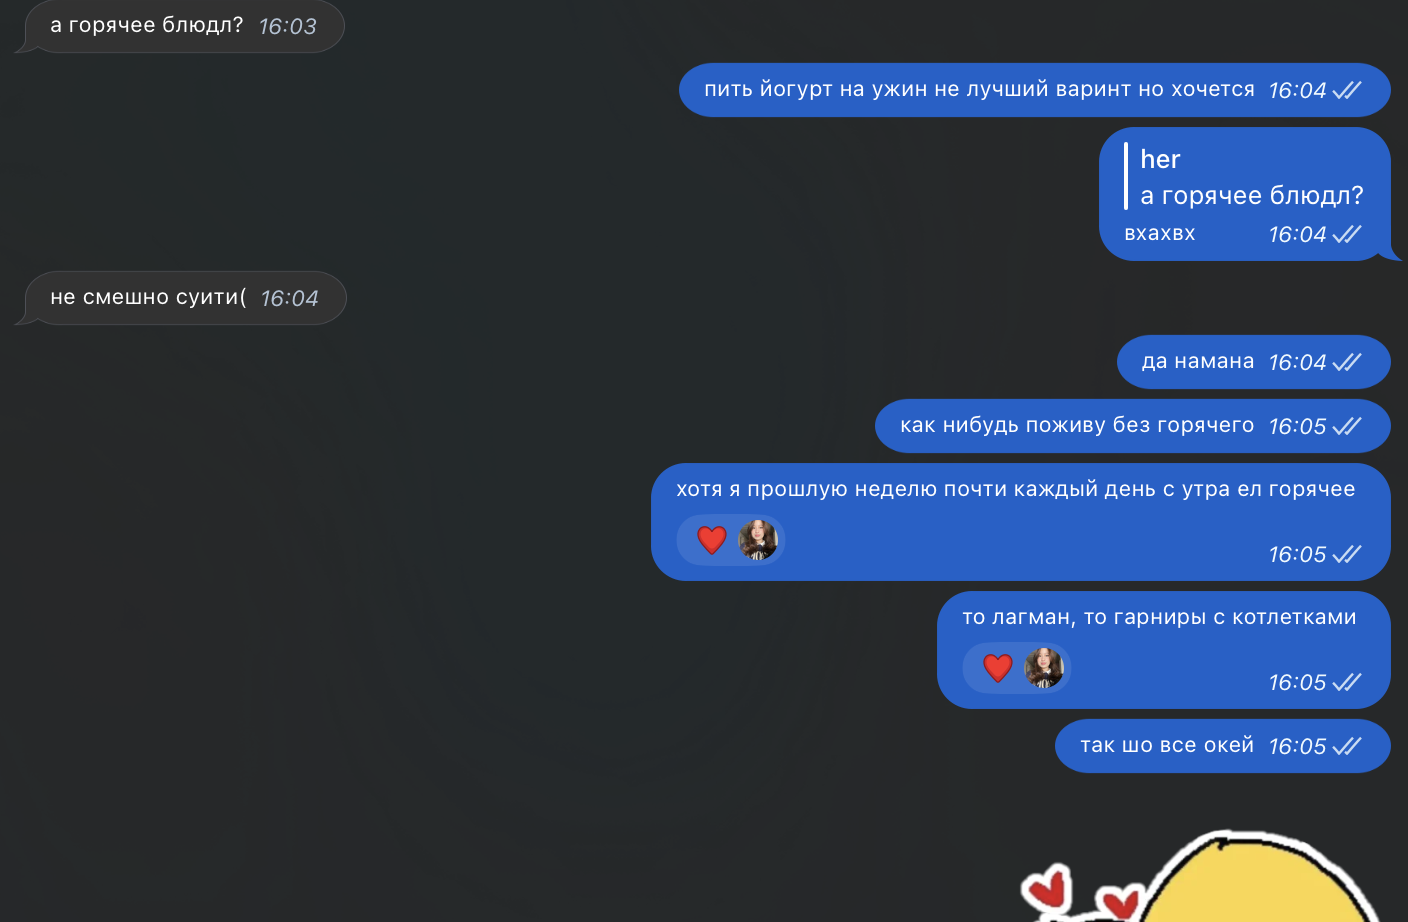 а горячее блюдл? 16:03
пить йогурт на ужин не лучший варинт но хочется 16:04
her
а горячее блюдл?
вхахвх 16:04
не смешно суити( 16:04
да намана 16:04
как нибудь поживу без горячего 16:05
хотя я прошлую неделю почти каждый день с утра ел горячее
16:05
то лагман, то гарниры с котлетками
16:05
так шо все окей 16:05